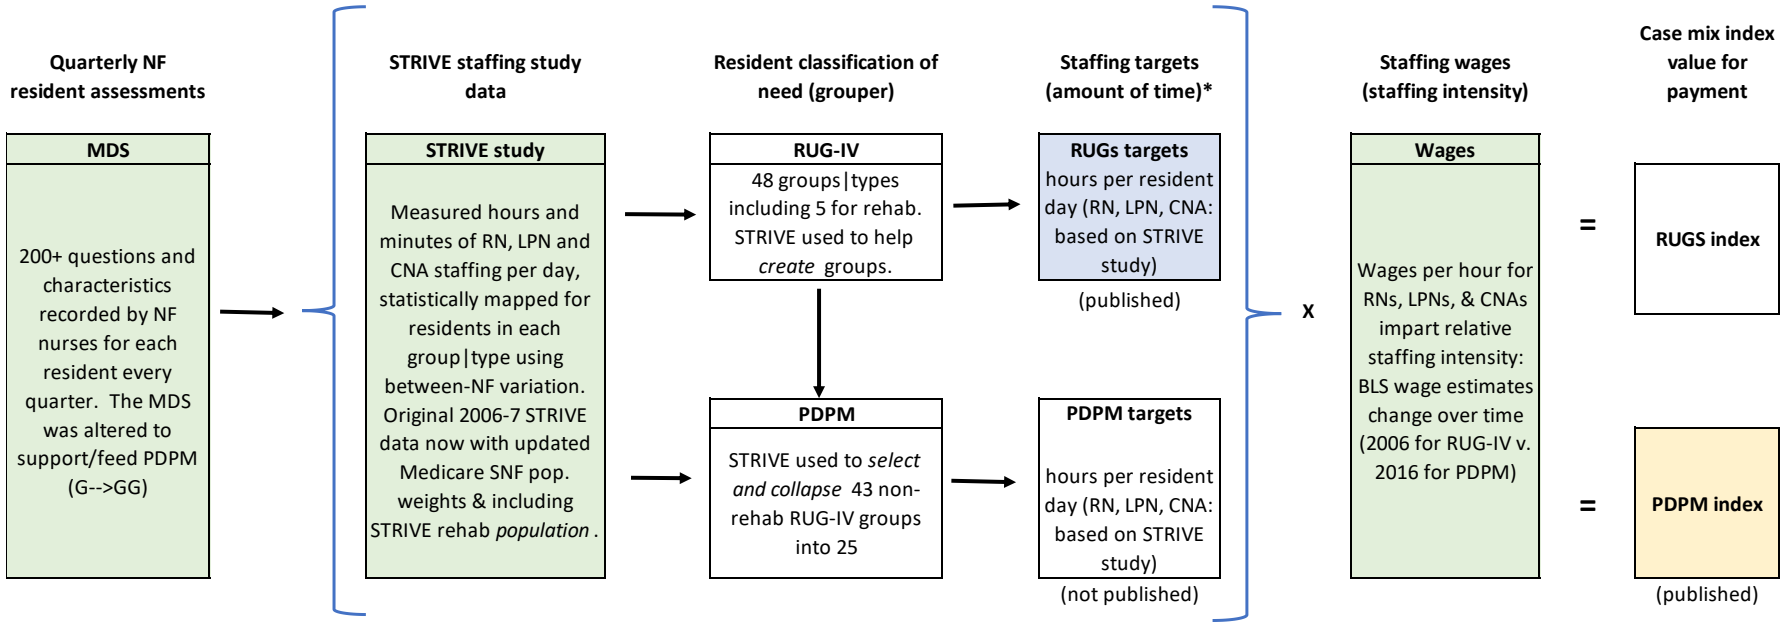 Quarterly NF
resident assessments
MDS
200+ questions and
characteristics
recorded by NF
nurses for each
resident every
quarter.  The MDS
was altered to
support/feed PDPM
(G-->GG)
STRIVE staffing study
data
STRIVE study
Measured hours and
minutes of RN, LPN and
CNA staffing per day,
statistically mapped for
residents in each
group|type using
between-NF variation.
Original 2006-7 STRIVE
data now with updated
Medicare SNF pop.
weights & including
STRIVE rehab population .
Resident classification of
need (grouper)
RUG-IV
48 groups|types
including 5 for rehab.
STRIVE used to help
create  groups.
PDPM
STRIVE used to select
and collapse  43 non-
rehab RUG-IV groups
into 25
Staffing targets
(amount of time)*
RUGs targets
hours per resident
day (RN, LPN, CNA:
based on STRIVE
study)
(published)
PDPM targets
hours per resident
day (RN, LPN, CNA:
based on STRIVE
study)
(not published)
X
Staffing wages
(staffing intensity)
Wages
Wages per hour for
RNs, LPNs, & CNAs
impart relative
staffing intensity:
BLS wage estimates
change over time
(2006 for RUG-IV v.
2016 for PDPM)
=
=
Case mix index
value for
payment
RUGS index
PDPM index
(published)